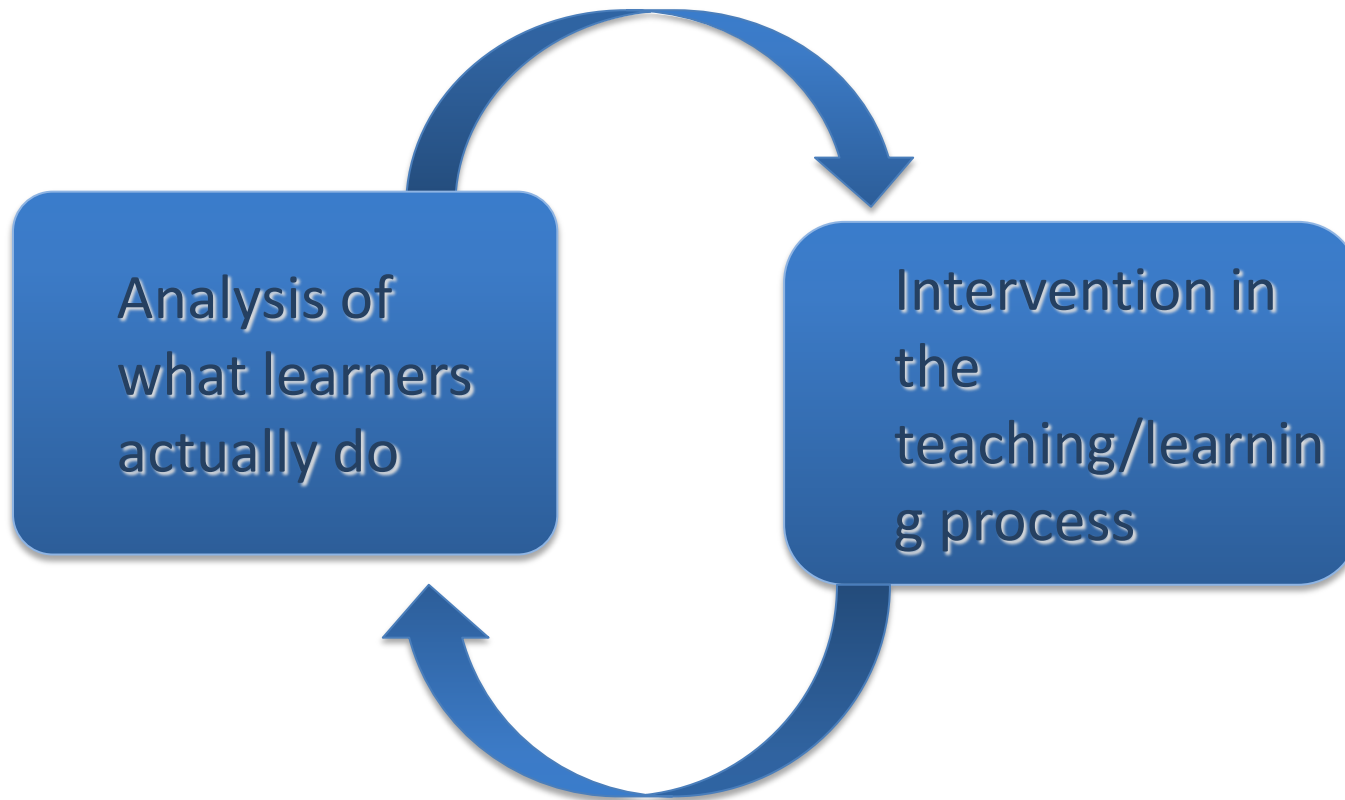 Analysis of
what learners
actually do
Intervention in
the
teaching/learnin
g process